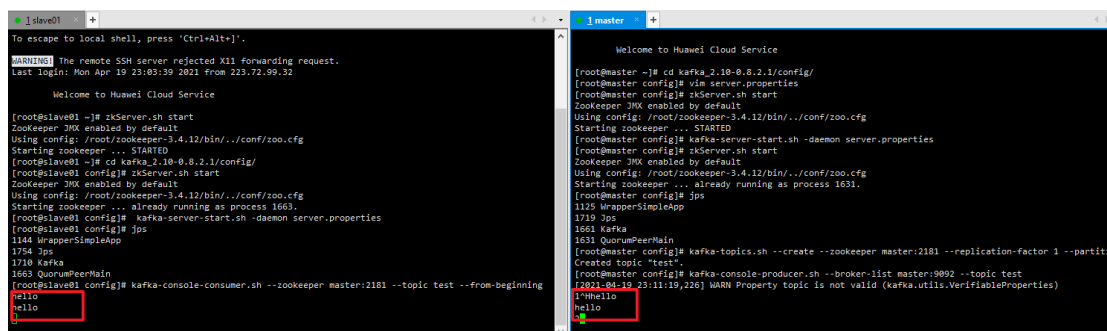 1 slave01
To escape to local shell, press 'Ctrl+Alt+]'.
WARNING! The remote SSH server rejected X11 forwarding request.
Last login: Mon Apr 19 23:03:39 2021 from 223.72.99.32
Welcome to Huawei Cloud Service
[root@slave01 ~]# zkServer.sh start
ZooKeeper JMX enabled by default
Using config: /root/zookeeper-3.4.12/bin/../conf/zoo.cfg
Starting zookeeper ... STARTED
[root@slave01 ~]# cd kafka_2.10-0.8.2.1/config/
[root@slave01 config]# zkServer.sh start
ZooKeeper JMX enabled by default
Using config: /root/zookeeper-3.4.12/bin/../conf/zoo.cfg
Starting zookeeper ... already running as process 1663.
[root@slave01 config]#  kafka-server-start.sh -daemon server.properties
[root@slave01 config]# jps
1144 WrapperSimpleApp
1754 Jps
1710 Kafka
1663 QuorumPeerMain
[root@slave01 config]# kafka-console-consumer.sh --zookeeper master:2181 --topic test --from-beginning
hello
hello
1 master
Welcome to Huawei Cloud Service
[root@master ~]# cd kafka_2.10-0.8.2.1/config/
[root@master config]# vim server.properties
[root@master config]# zkServer.sh start
ZooKeeper JMX enabled by default
Using config: /root/zookeeper-3.4.12/bin/../conf/zoo.cfg
Starting zookeeper ... STARTED
[root@master config]# kafka-server-start.sh -daemon server.properties
[root@master config]# zkServer.sh start
ZooKeeper JMX enabled by default
Using config: /root/zookeeper-3.4.12/bin/../conf/zoo.cfg
Starting zookeeper ... already running as process 1631.
[root@master config]# jps
1125 WrapperSimpleApp
1719 Jps
1661 Kafka
1631 QuorumPeerMain
[root@master config]# kafka-topics.sh --create --zookeeper master:2181 --replication-factor 1 --partit
Created topic "test".
[root@master config]# kafka-console-producer.sh --broker-list master:9092 --topic test
[2021-04-19 23:11:19,226] WARN Property topic is not valid (kafka.utils.VerifiableProperties)
1^Hhello
hello